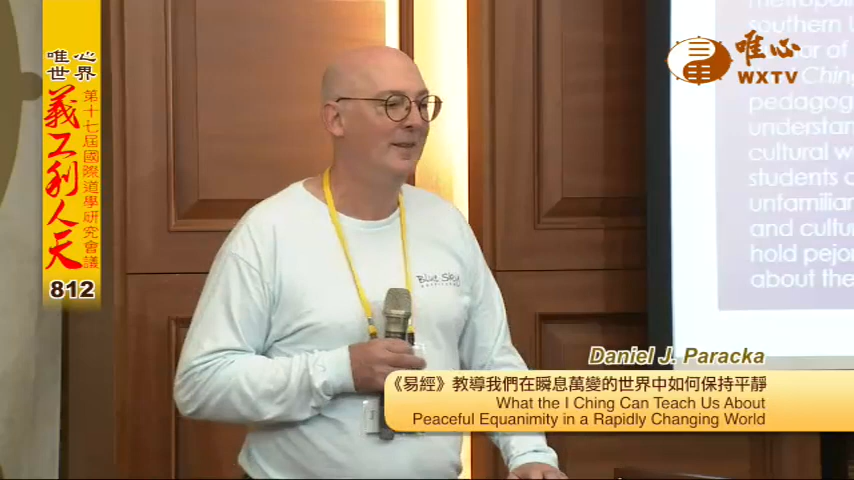 唯心
世界
義工利人天
第十七屆國際道學研究會議
812
唯心
WXTV
southern U
or of
Ching
pedagog
understan
cultural w
students o
unfamilia
and cultu
hold pejor
about the
Daniel J. Paracka
《易經》教導我們在瞬息萬變的世界中如何保持平靜
What the I Ching Can Teach Us About
Peaceful Equanimity in a Rapidly Changing World